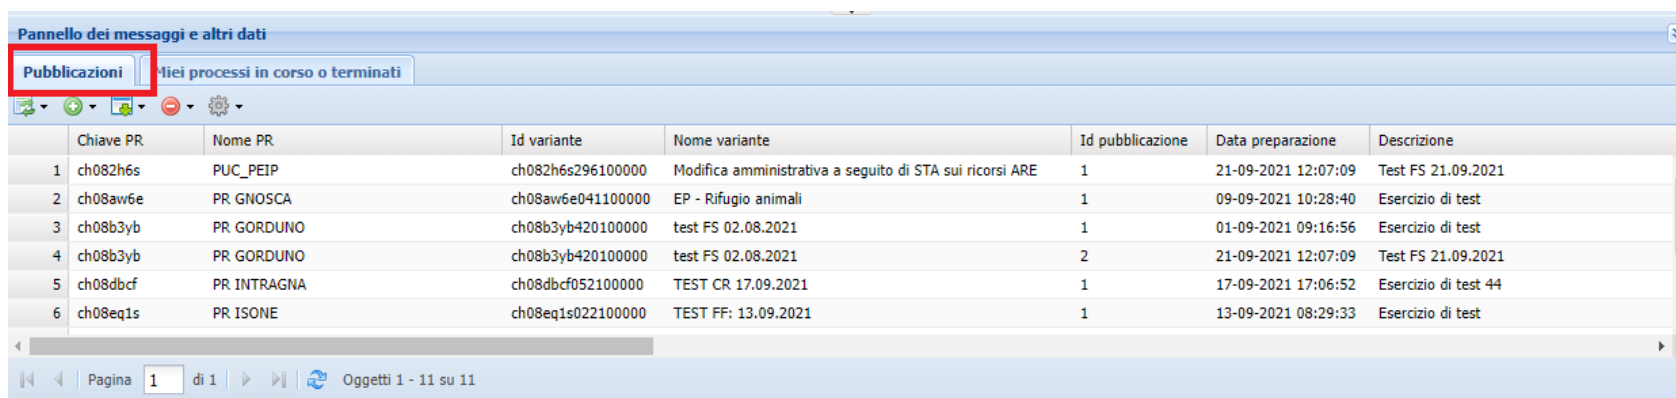 Pannello dei messaggi e altri dati
Pubblicazioni Miei processi in corso o terminati
Chiave PR Nome PR Id variante Nome variante Id pubblicazione Data preparazione Descrizione
1 ch082h6s PUC_PEIP ch082h6s296100000 Modifica amministrativa a seguito di STA sui ricorsi ARE 1 21-09-2021 12:07:09 Test FS 21.09.2021
2 ch08aw6e PR GNOSCA ch08aw6e041100000 EP - Rifugio animali 1 09-09-2021 10:28:40 Esercizio di test
3 ch08b3yb PR GORDUNO ch08b3yb420100000 test FS 02.08.2021 1 01-09-2021 09:16:56 Esercizio di test
4 ch08b3yb PR GORDUNO ch08b3yb420100000 test FS 02.08.2021 2 21-09-2021 12:07:09 Test FS 21.09.2021
5 ch08dbcf PR INTRAGNA ch08dbcf052100000 TEST CR 17.09.2021 1 17-09-2021 17:06:52 Esercizio di test 44
6 ch08eq1s PR ISONE ch08eq1s022100000 TEST FF: 13.09.2021 1 13-09-2021 08:29:33 Esercizio di test
Pagina 1 di 1 Oggetti 1 - 11 su 11